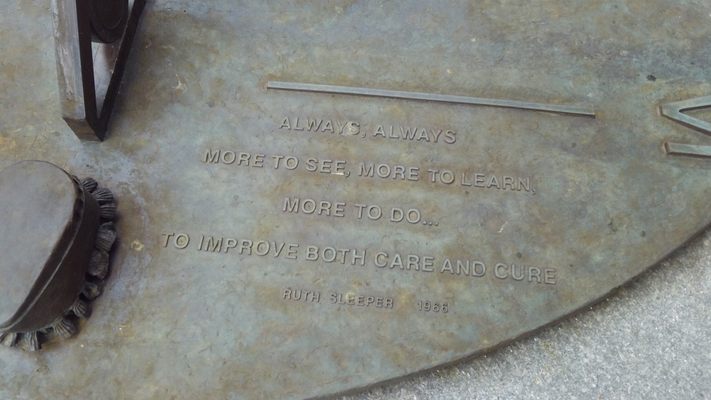 ALWAYS, ALWAYS
MORE TO SEE, MORE TO LEARN,
MORE TO DO...
TO IMPROVE BOTH CARE AND CURE
RUTH SLEEPER 1966